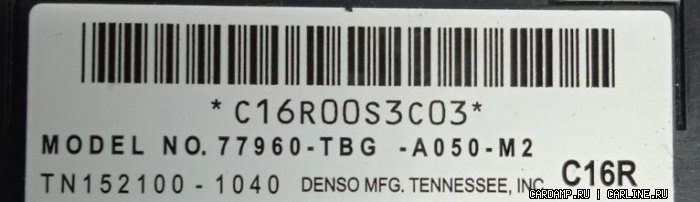 *C16R00S3C03*
MODEL NO. 77960-TBG -A050-M2
TN152100-1040 DENSO MFG. TENNESSEE, INC. C16R
CARDAMP.RU | CARLINE.RU